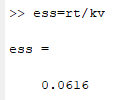 >> ess=rt/kv
ess =
0.0616